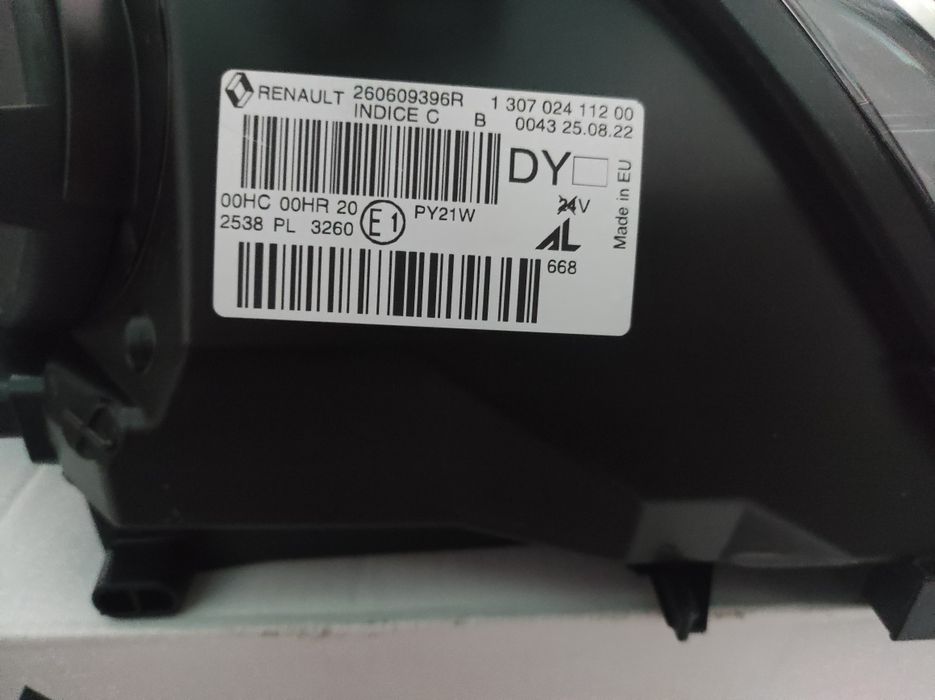 RENAULT 260609396R 1 307 024 112 00
INDICE C B 0043 25.08.22
DY
00HC 00HR 20 E1 PY21W 24V
2538 PL 3260
AL
668
Made in EU